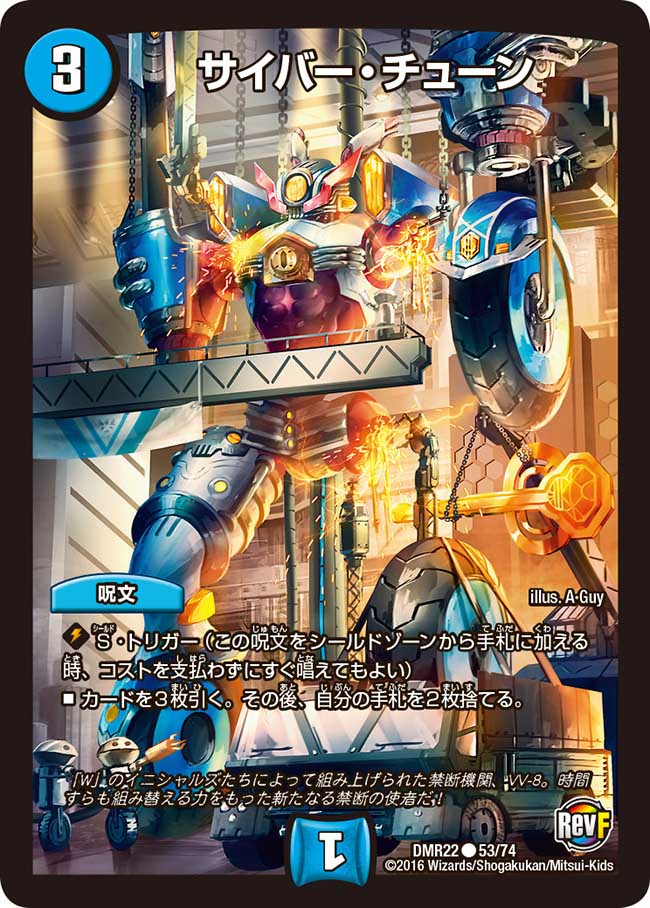 3
サイバー・チューン
呪文
illus. A・Guy
S・トリガー(この呪文をシールドゾーンから手札に加える
時、コストを支払わずにすぐ唱えてもよい)
■ カードを3枚引く。その後、自分の手札を2枚捨てる。
「W」のイニシャルズたちによって組み上げられた禁断機関、VV-8。時間
すらも組み替える力をもった新たなる禁断の使者だ!
1
RevF
DMR22 ● 53/74
©2016 Wizards/Shogakukan/Mitsui-Kids